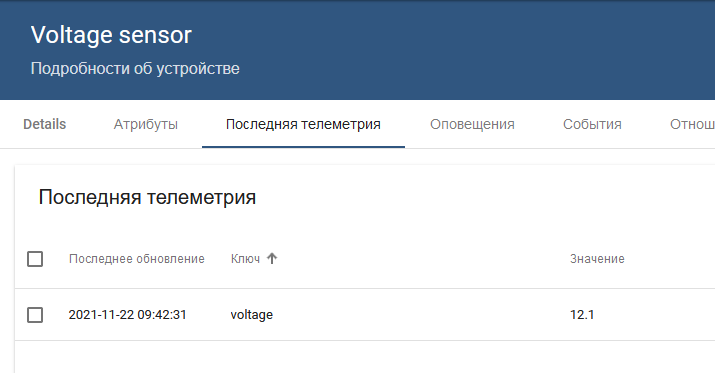 Voltage sensor
Подробности об устройстве
Details Атрибуты Последняя телеметрия Оповещения События Отнош
Последняя телеметрия
Последнее обновление Ключ Значение
2021-11-22 09:42:31 voltage 12.1